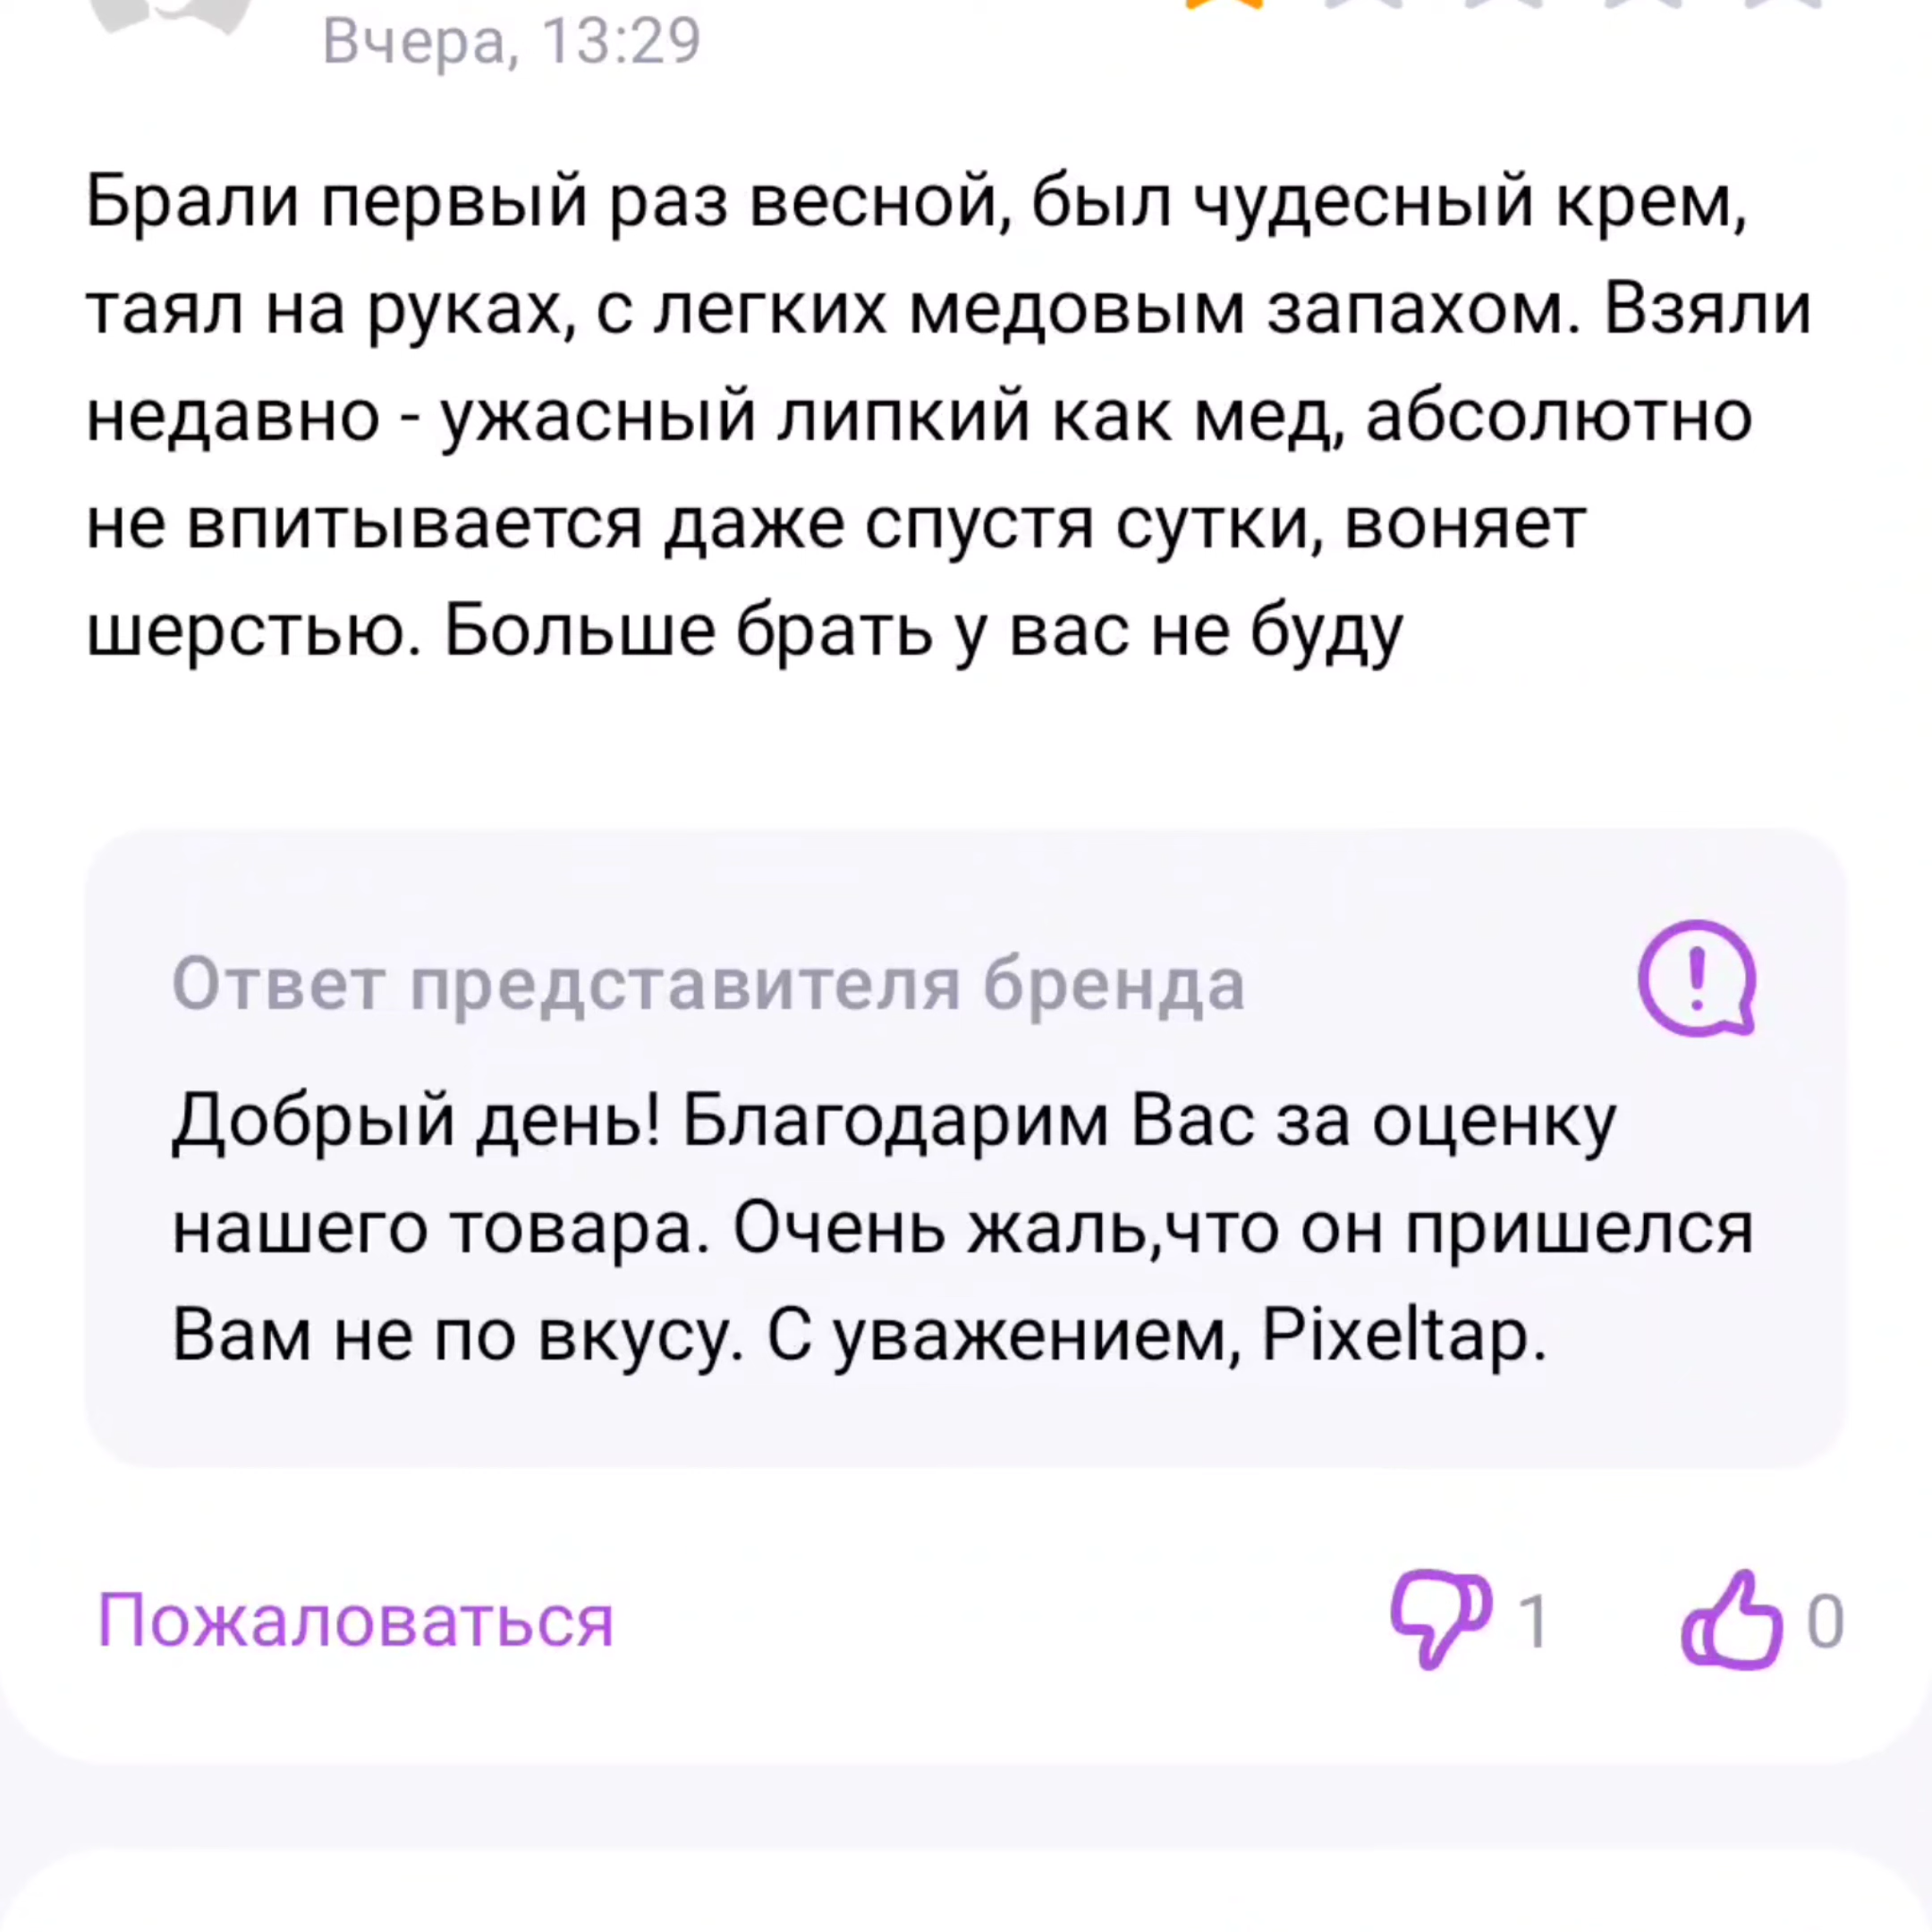 Вчера, 13:29
Брали первый раз весной, был чудесный крем,
таял на руках, с легких медовым запахом. Взяли
недавно - ужасный липкий как мед, абсолютно
не впитывается даже спустя сутки, воняет
шерстью. Больше брать у вас не буду
Ответ представителя бренда
Добрый день! Благодарим Вас за оценку
нашего товара. Очень жаль,что он пришелся
Вам не по вкусу. С уважением, Pixeltap.
Пожаловаться 1 0